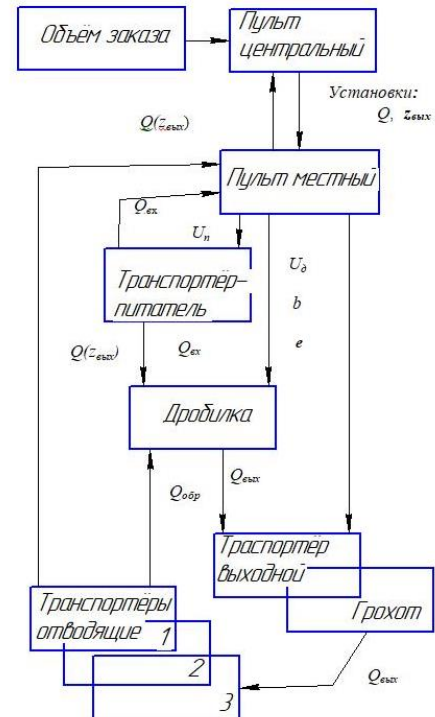 Объём заказа
Пульт
центральный
Установки:
Q, zвых
Q(zвых)
Пульт местный
Qвх
Uп
Транспортёр-
питатель
Uд
b
e
Q(zвых)
Qвх
Дробилка
Qвых
Qобр
Траспортёр
выходной
Грохот
Транспортёры
отводящие
1
2
3
Qвых